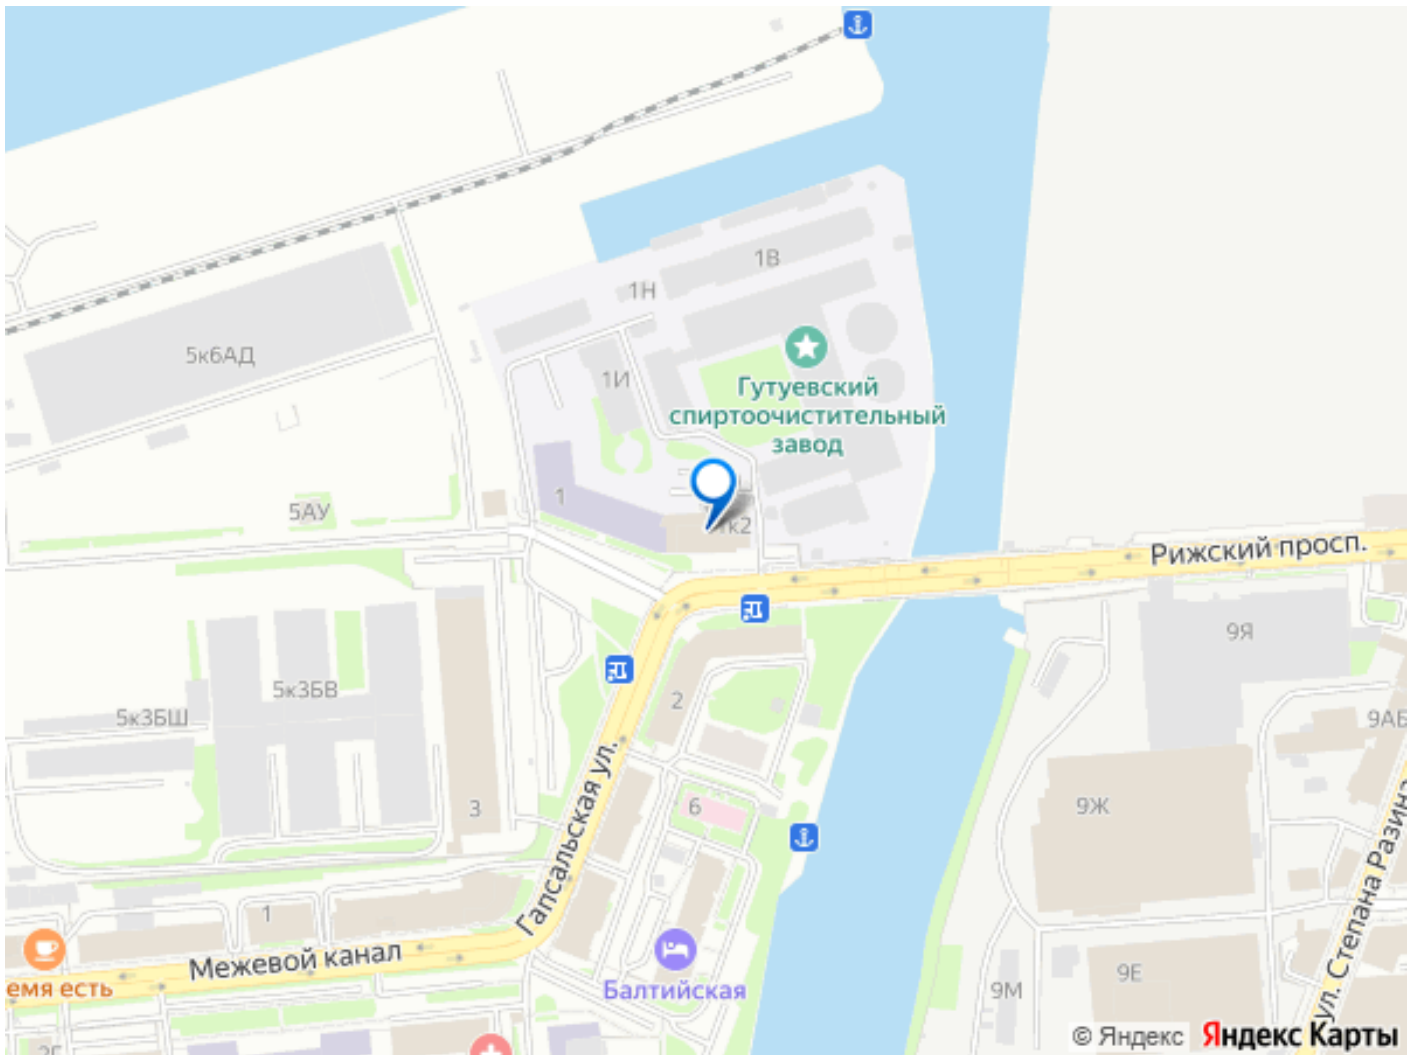 1В
1Н
5к6АД
1И
Гутуевский
спиртоочистительный
завод
1
5АУ
1к2
Рижский просп.
9Я
5к3БВ
2
5к3БШ
9АБ
3
6
9Ж
Гапсальская ул.
ул. Степана Разина
1
Межевой канал
емя есть
Балтийская
9Е
9М
© Яндекс
Яндекс Карты